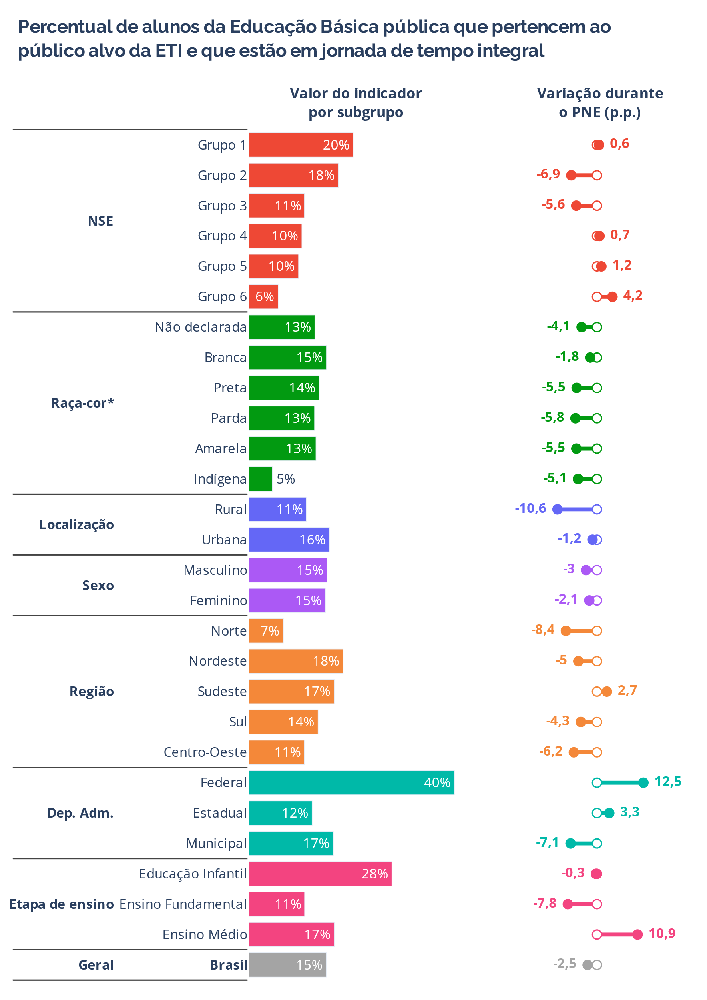 Percentual de alunos da Educação Básica pública que pertencem ao
público alvo da ETI e que estão em jornada de tempo integral
Valor do indicador
por subgrupo
Variação durante
o PNE (p.p.)
NSE
Grupo 1 20% 0,6
Grupo 2 18% -6,9
Grupo 3 11% -5,6
Grupo 4 10% 0,7
Grupo 5 10% 1,2
Grupo 6 6% 4,2
Raça-cor*
Não declarada 13% -4,1
Branca 15% -1,8
Preta 14% -5,5
Parda 13% -5,8
Amarela 13% -5,5
Indígena 5% -5,1
Localização
Rural 11% -10,6
Urbana 16% -1,2
Sexo
Masculino 15% -3
Feminino 15% -2,1
Região
Norte 7% -8,4
Nordeste 18% -5
Sudeste 17% 2,7
Sul 14% -4,3
Centro-Oeste 11% -6,2
Dep. Adm.
Federal 40% 12,5
Estadual 12% 3,3
Municipal 17% -7,1
Etapa de ensino
Educação Infantil 28% -0,3
Ensino Fundamental 11% -7,8
Ensino Médio 17% 10,9
Geral Brasil 15% -2,5